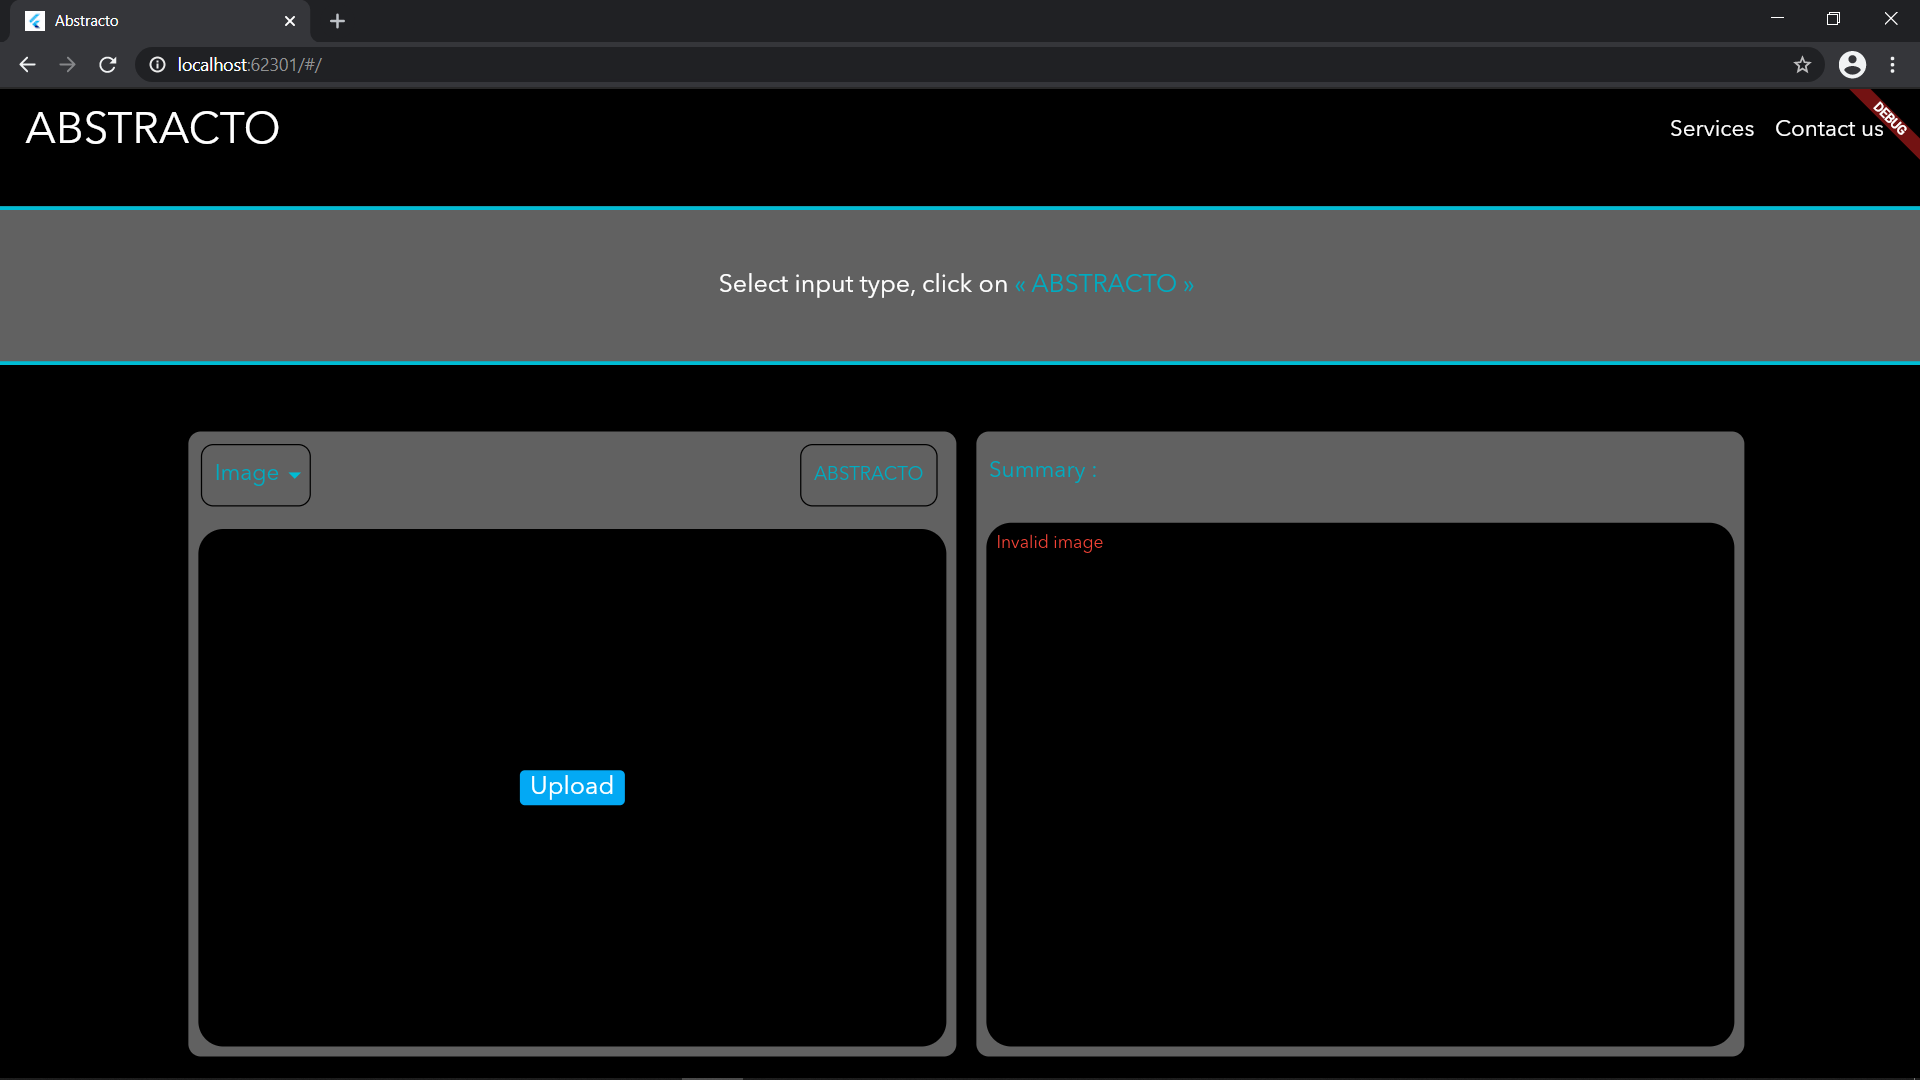 Abstracto
localhost:62301/#/
ABSTRACTO
Services Contact us
DEBUG
Select input type, click on « ABSTRACTO »
Image ABSTRACTO
Summary :
Invalid image
Upload